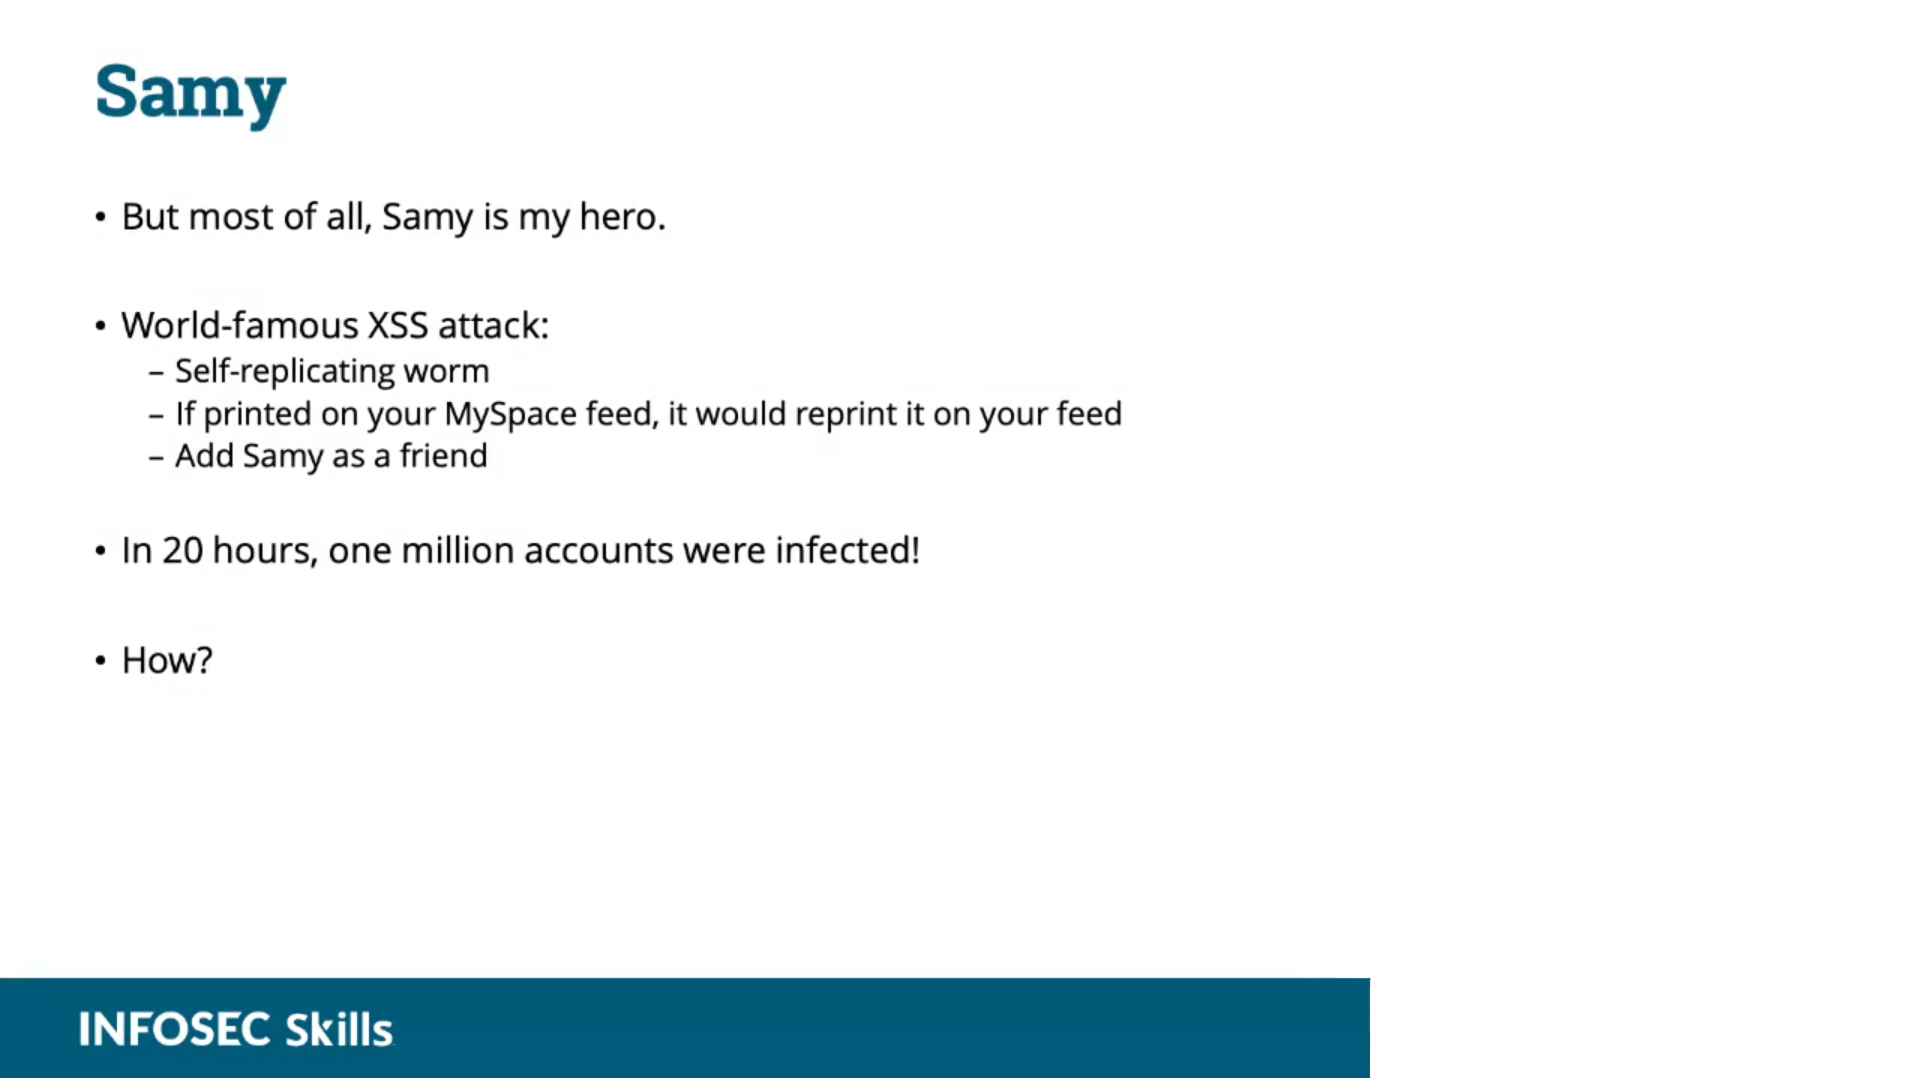 Samy
• But most of all, Samy is my hero.
• World-famous XSS attack:
– Self-replicating worm
– If printed on your MySpace feed, it would reprint it on your feed
– Add Samy as a friend
• In 20 hours, one million accounts were infected!
• How?
INFOSEC Skills